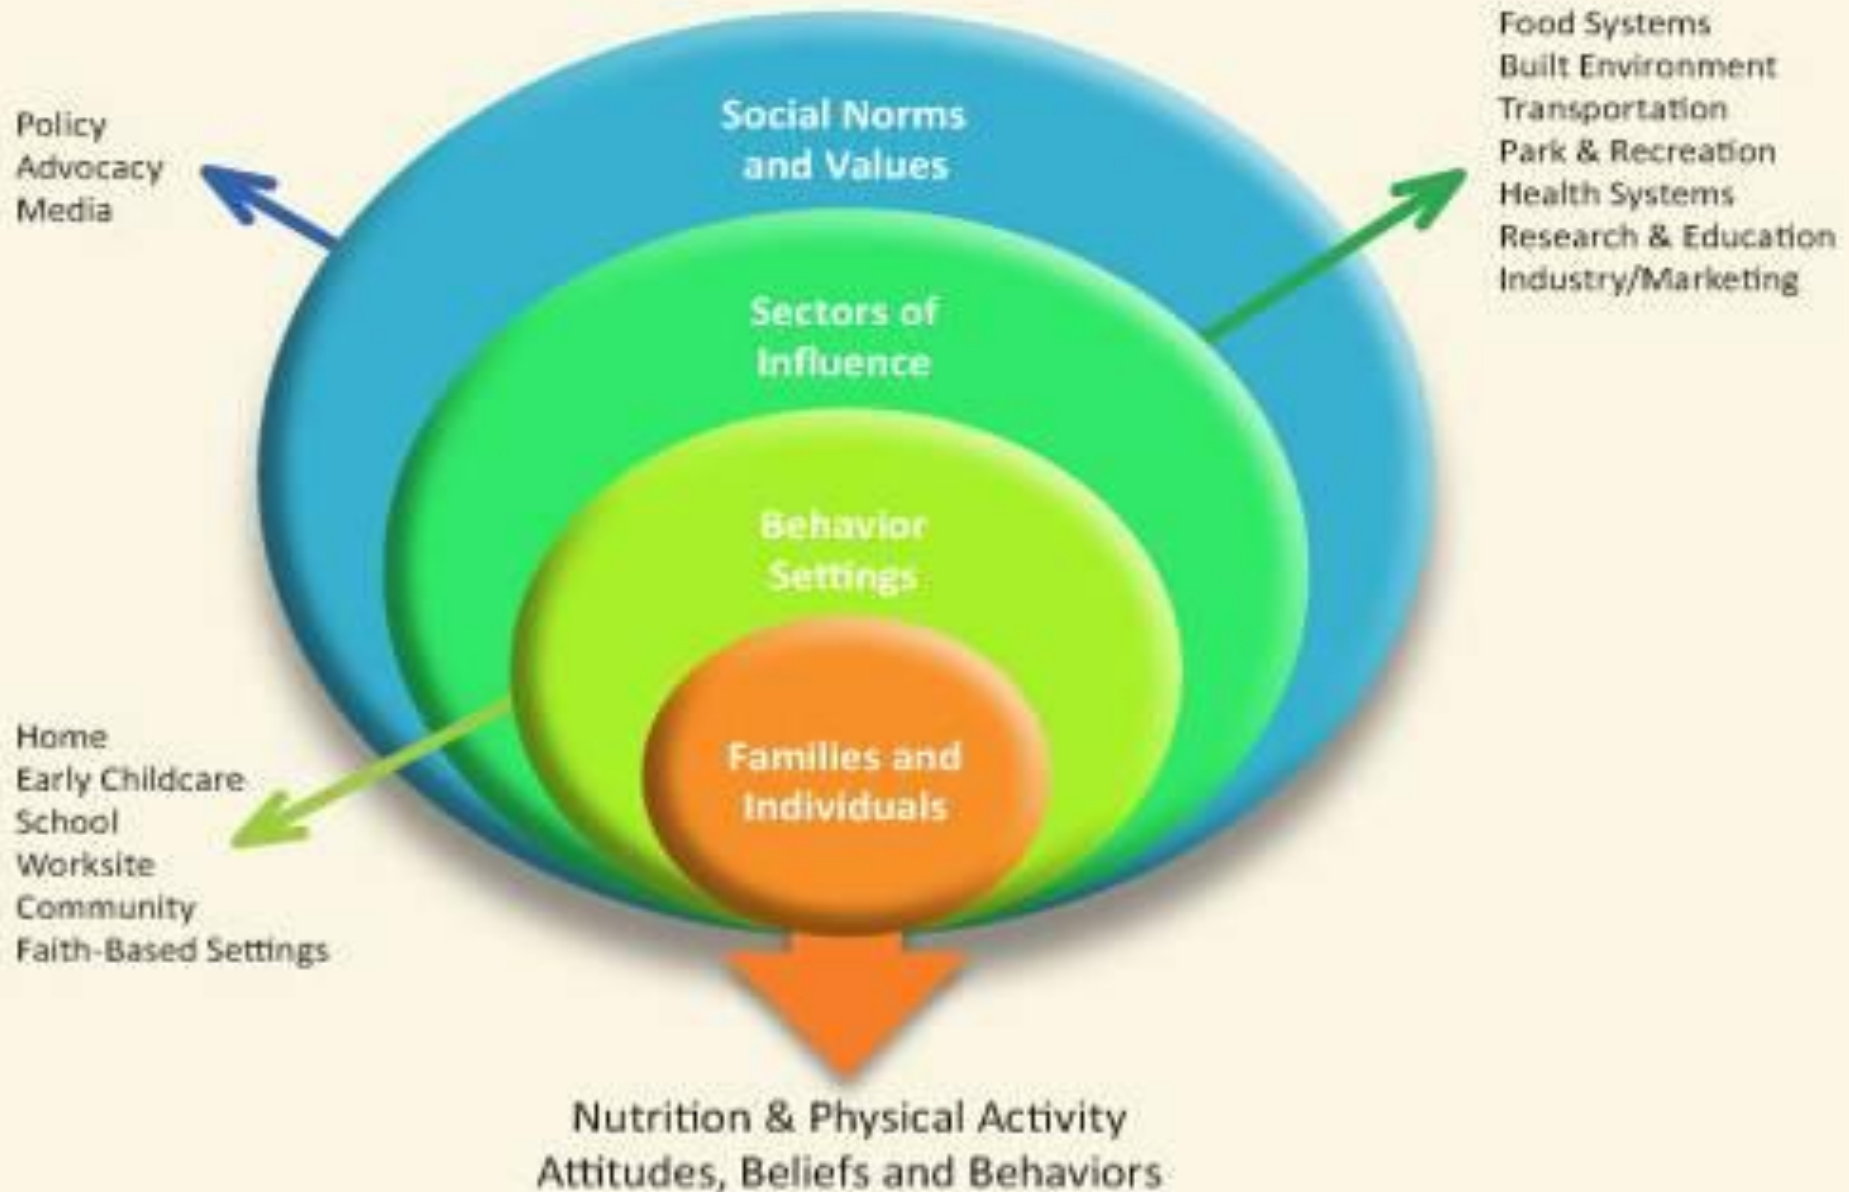 Policy
Advocacy
Media
Food Systems
Built Environment
Transportation
Park & Recreation
Health Systems
Research & Education
Industry/Marketing
Social Norms
and Values
Sectors of
Influence
Behavior
Settings
Families and
Individuals
Home
Early Childcare
School
Worksite
Community
Faith-Based Settings
Nutrition & Physical Activity
Attitudes, Beliefs and Behaviors